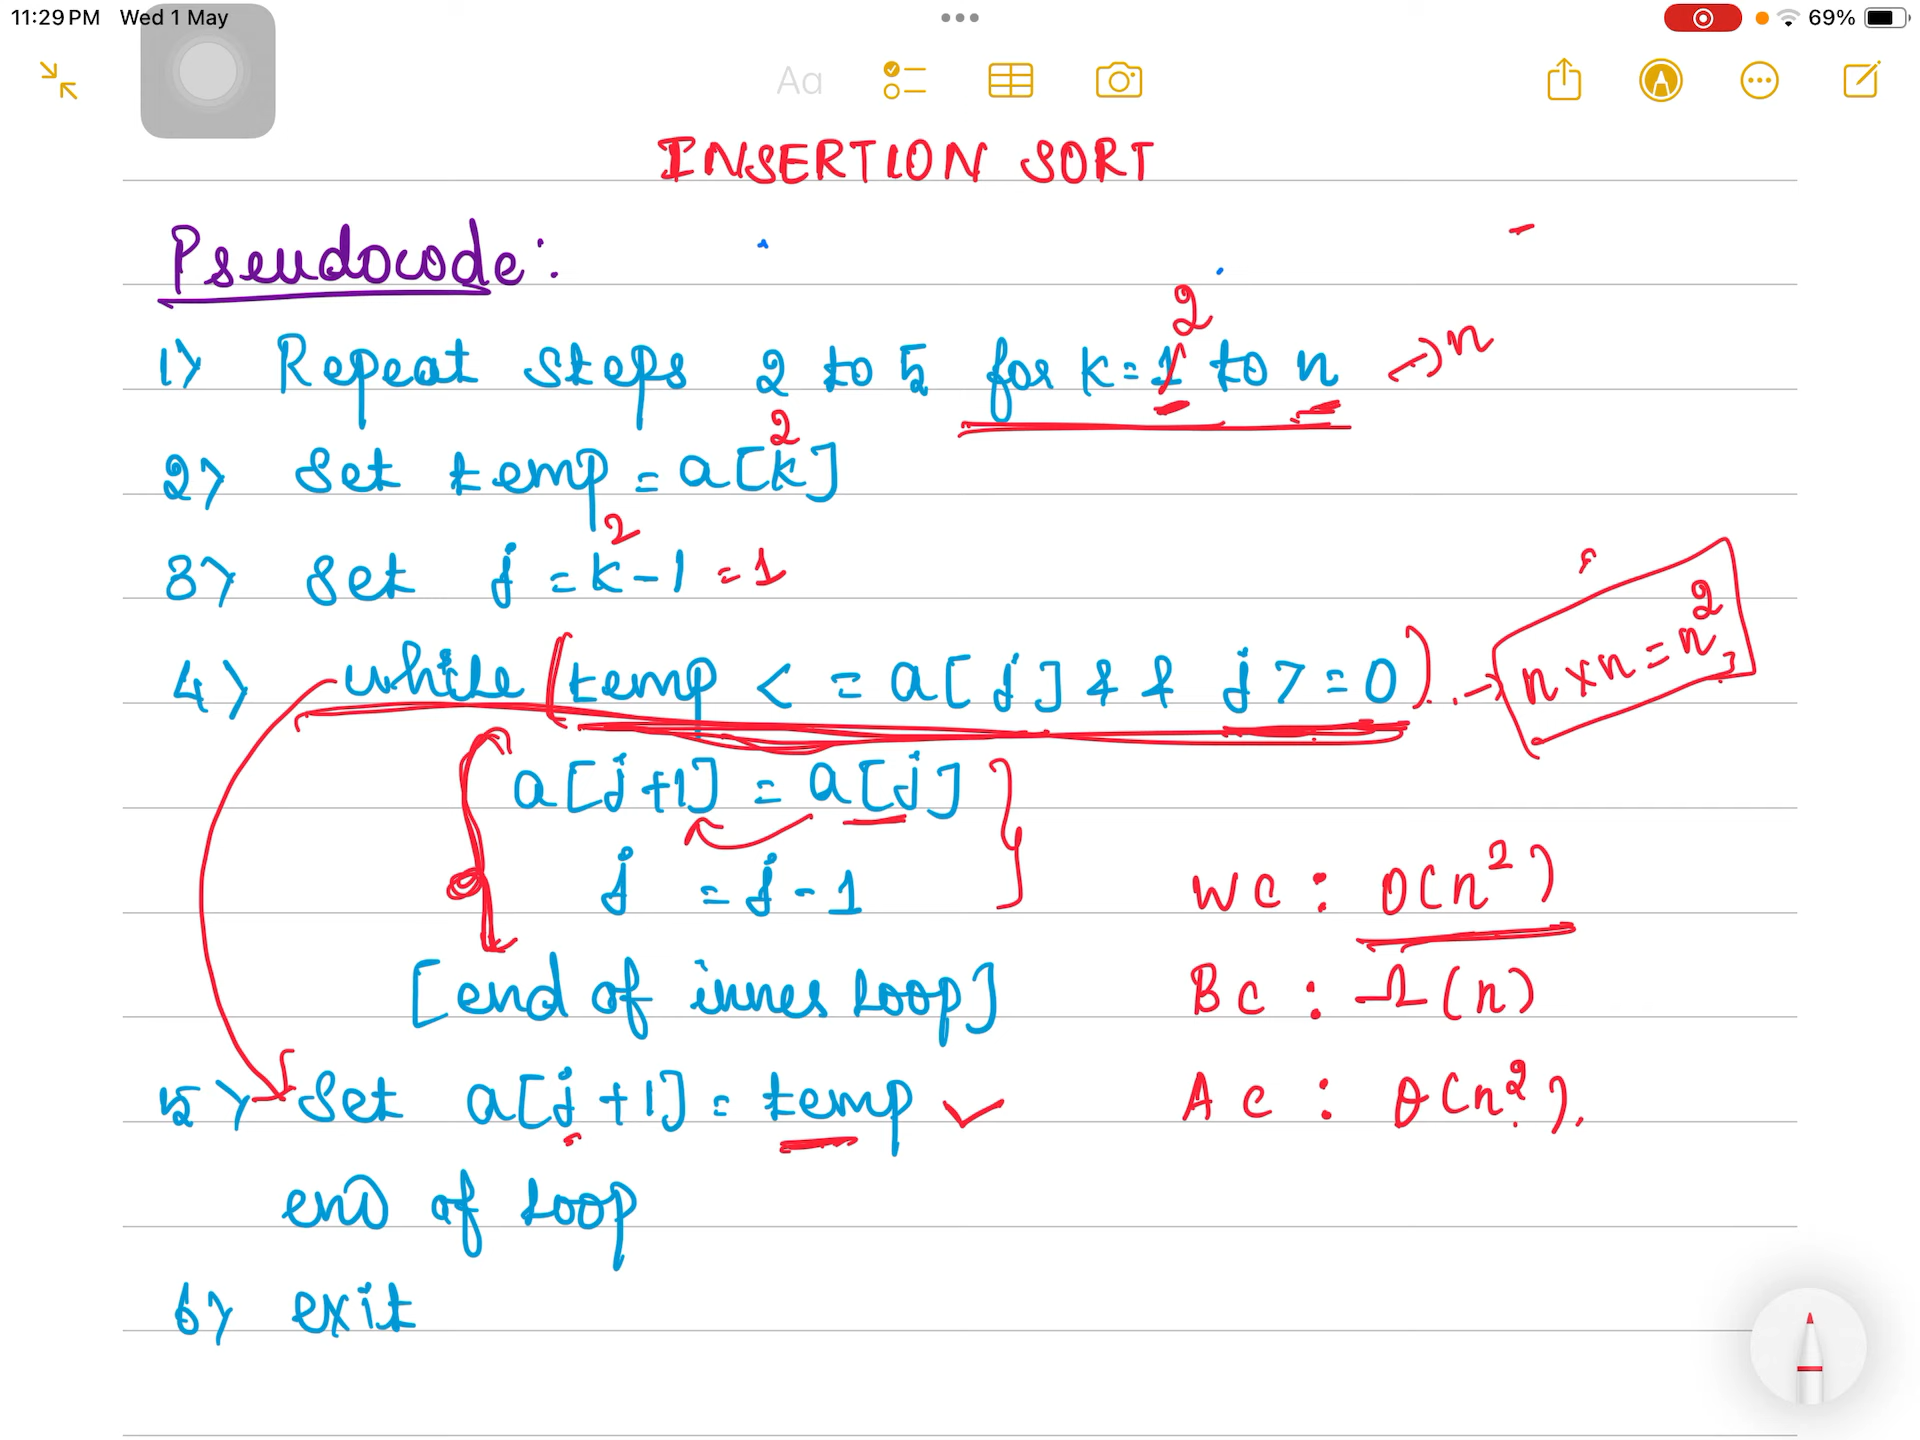 11:29 PM Wed 1 May
69%
Aa
INSERTION SORT
Pseudocode:
2
1) Repeat steps 2 to 5 for k=1 to n → n
2
2) Set temp = a[k]
2
3) Set j = k-1 = 1
4) while (temp <= a[j] && j >= 0). → n x n = n²
a[j+1] = a[j]
j = j-1
WC : O(n²)
[end of inner loop]
BC : Ω(n)
5) Set a[j+1] = temp ✓
AC : θ(n²).
end of loop
6) exit